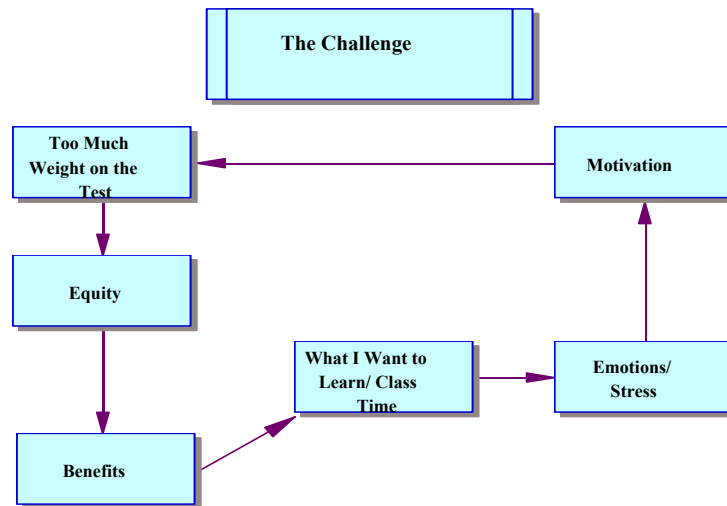 The Challenge
Too Much
Weight on the
Test
Motivation
Equity
What I Want to
Learn/ Class
Time
Emotions/
Stress
Benefits